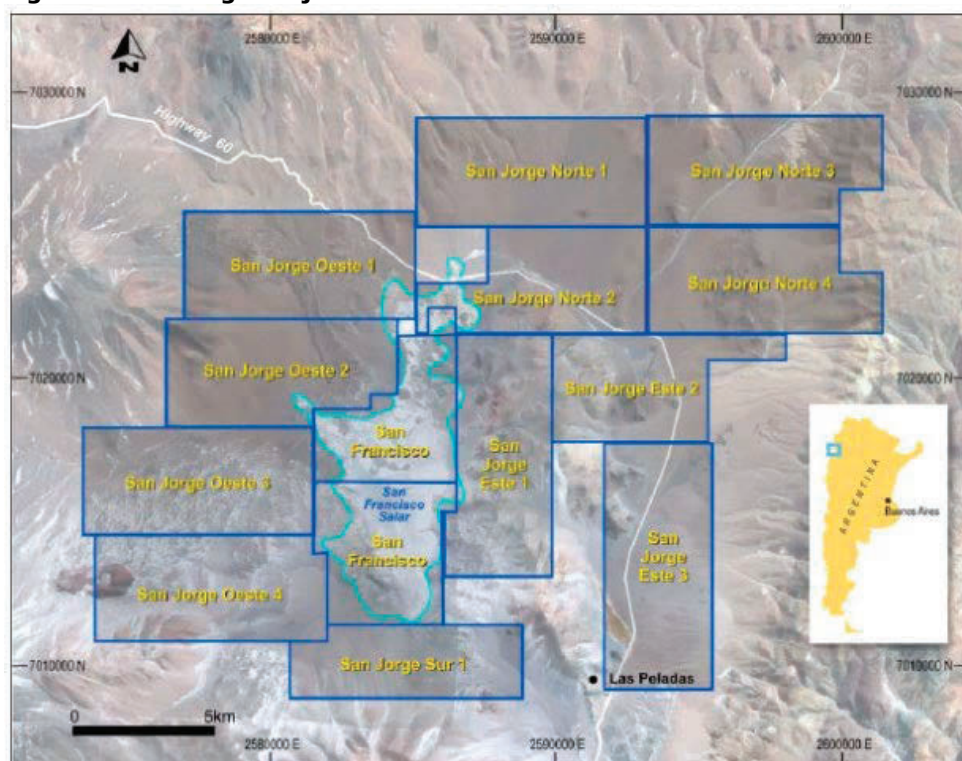 2580000 E
2590000 E
2600000 E
N
7030000 N
7030000 N
Highway 60
San Jorge Norte 1
San Jorge Norte 3
San Jorge Oeste 1
San Jorge Norte 2
San Jorge Norte 4
7020000 N
7020000 N
San Jorge Oeste 2
San Jorge Este 2
San
Francisco
San
Jorge
Este 1
San Jorge Oeste 3
San
Francisco
Salar
San
Francisco
San
Jorge
Este 3
ARGENTINA
Buenos Aires
San Jorge Oeste 4
San Jorge Sur 1
7010000 N
7010000 N
Las Peladas
0
5km
2580000 E
2590000 E
2600000 E